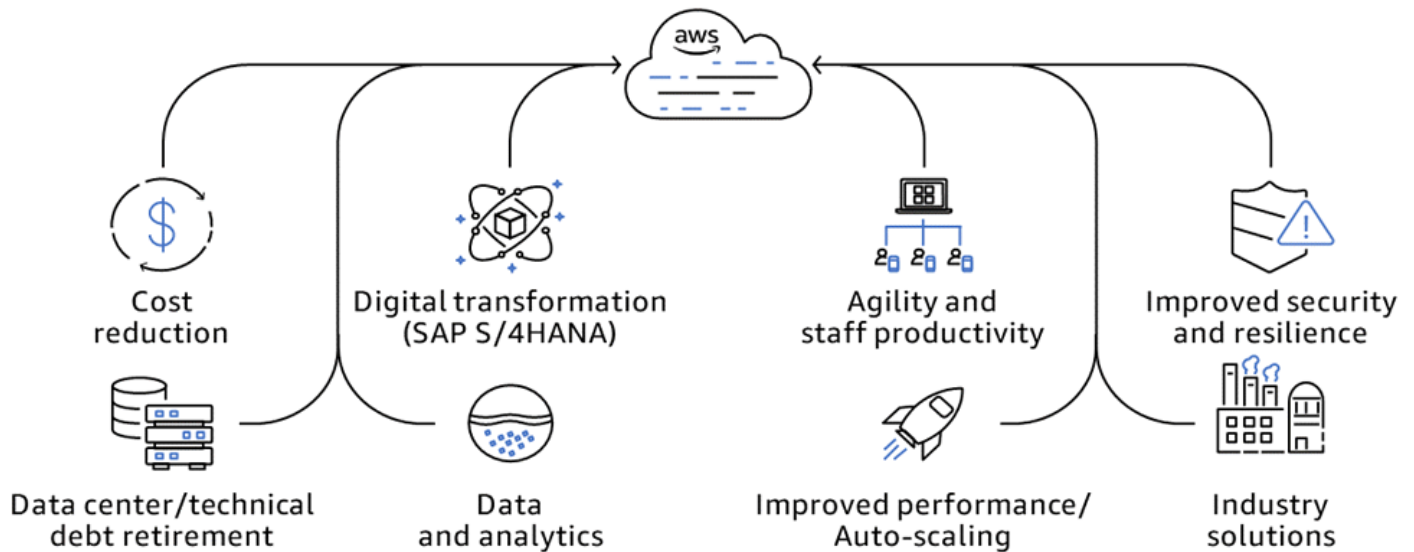 aws
Cost
reduction
Digital transformation
(SAP S/4HANA)
Agility and
staff productivity
Improved security
and resilience
Data center/technical
debt retirement
Data
and analytics
Improved performance/
Auto-scaling
Industry
solutions